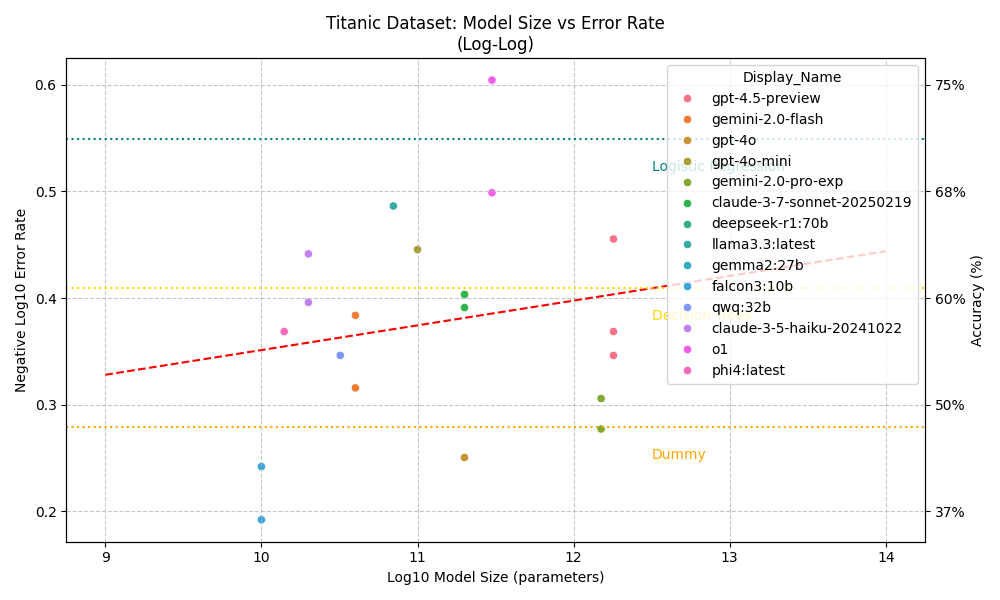 Titanic Dataset: Model Size vs Error Rate
(Log-Log)
Negative Log10 Error Rate
0.6
0.5
0.4
0.3
0.2
75%
68%
60%
50%
37%
Accuracy (%)
Display_Name
gpt-4.5-preview
gemini-2.0-flash
gpt-4o
gpt-4o-mini
gemini-2.0-pro-exp
claude-3-7-sonnet-20250219
deepseek-r1:70b
llama3.3:latest
gemma2:27b
falcon3:10b
qwq:32b
claude-3-5-haiku-20241022
o1
phi4:latest
Logistic Regression
Decision
Dummy
9 10 11 12 13 14
Log10 Model Size (parameters)